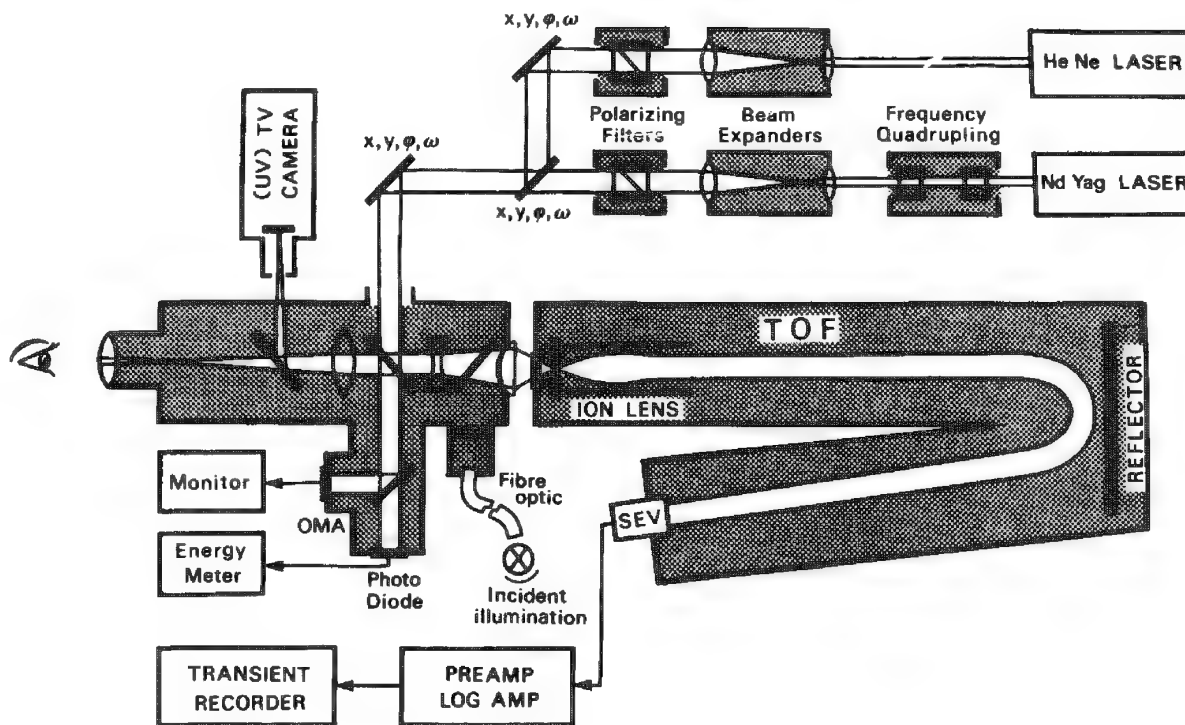 x, y, φ, ω
He Ne LASER
(UV) TV
CAMERA
Polarizing
Filters
Beam
Expanders
Frequency
Quadrupling
x, y, φ, ω
x, y, φ, ω
Nd Yag LASER
TOF
ION LENS
REFLECTOR
Monitor
OMA
Fibre
optic
SEV
Energy
Meter
Photo
Diode
Incident
illumination
TRANSIENT
RECORDER
PREAMP
LOG AMP